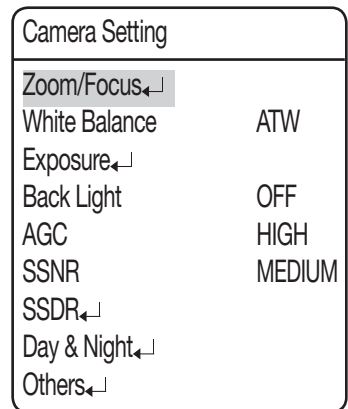 Camera Setting
Zoom/Focus↵
White Balance ATW
Exposure↵
Back Light OFF
AGC HIGH
SSNR MEDIUM
SSDR↵
Day & Night↵
Others↵